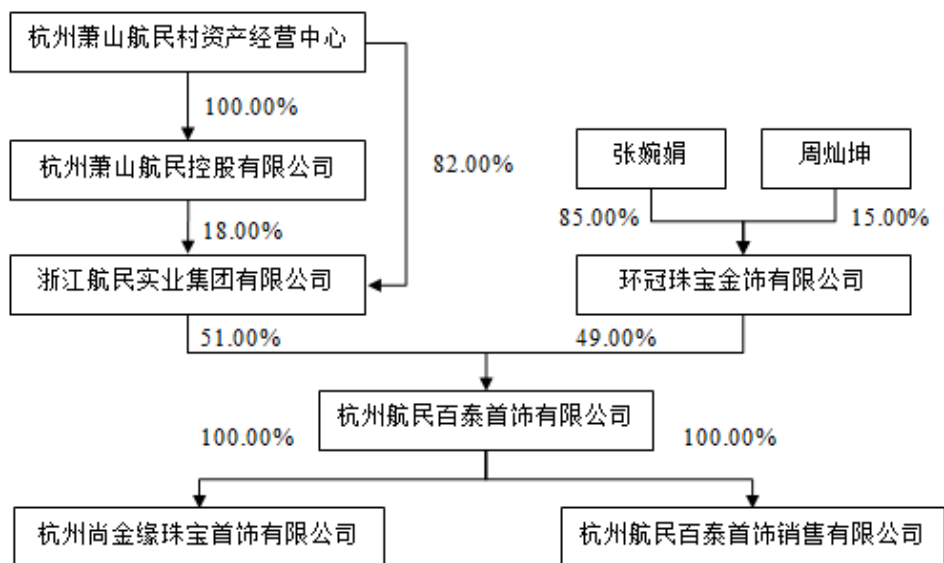 杭州萧山航民村资产经营中心
100.00%
杭州萧山航民控股有限公司
82.00%
张婉娟
周灿坤
18.00%
85.00%
15.00%
浙江航民实业集团有限公司
环冠珠宝金饰有限公司
51.00%
49.00%
杭州航民百泰首饰有限公司
100.00%
100.00%
杭州尚金缘珠宝首饰有限公司
杭州航民百泰首饰销售有限公司